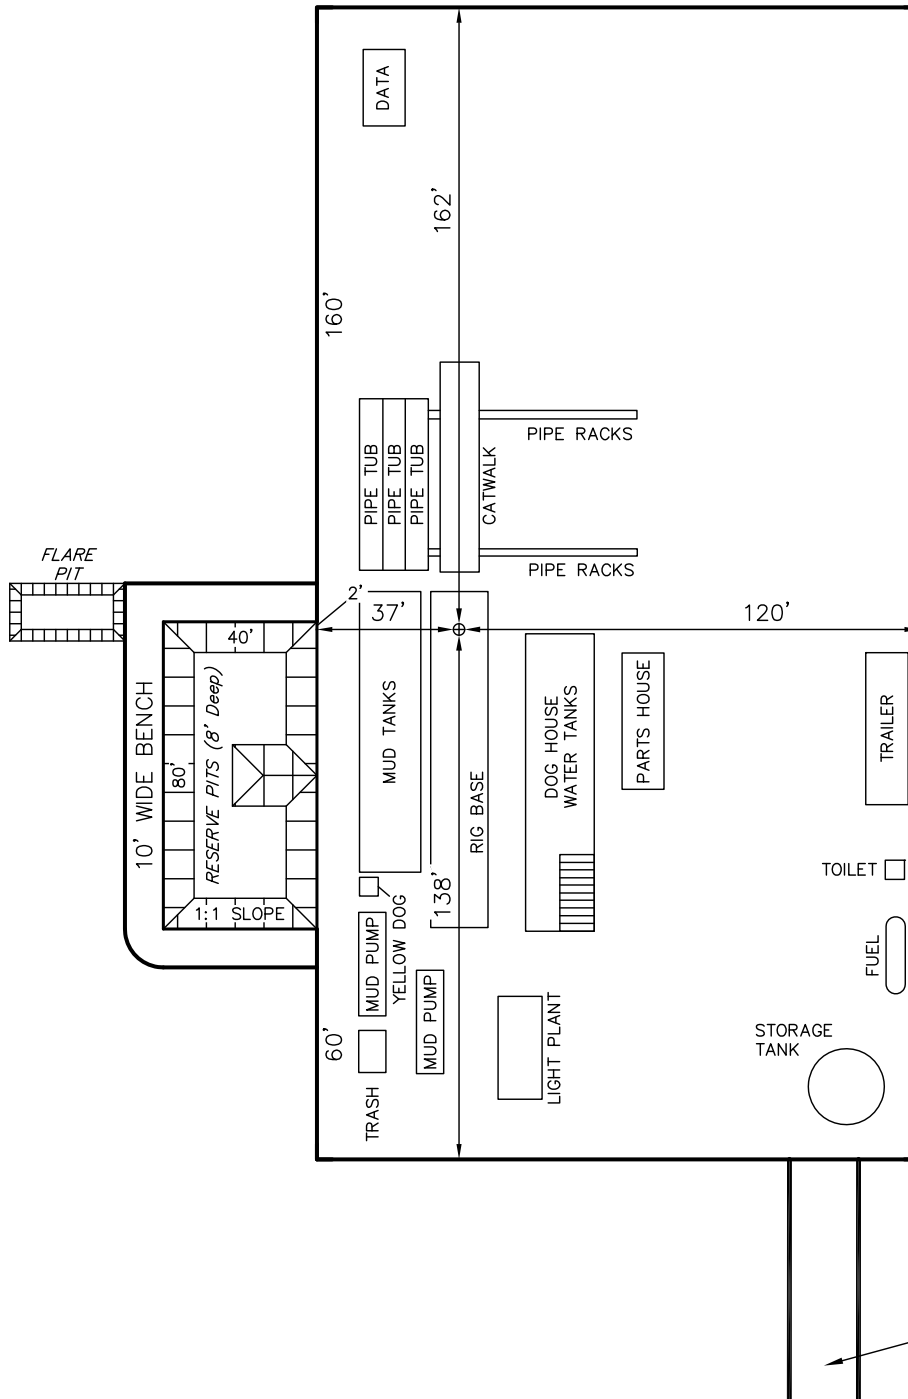 DATA
162'
160'
PIPE RACKS
PIPE TUB
PIPE TUB
PIPE TUB
CATWALK
PIPE RACKS
FLARE
PIT
2'
37'
120'
40'
10' WIDE BENCH
80'
RESERVE PITS (8' Deep)
1:1 SLOPE
MUD TANKS
RIG BASE
138'
DOG HOUSE
WATER TANKS
PARTS HOUSE
TRAILER
TOILET
YELLOW DOG
MUD PUMP
MUD PUMP
FUEL
60'
LIGHT PLANT
STORAGE
TANK
TRASH